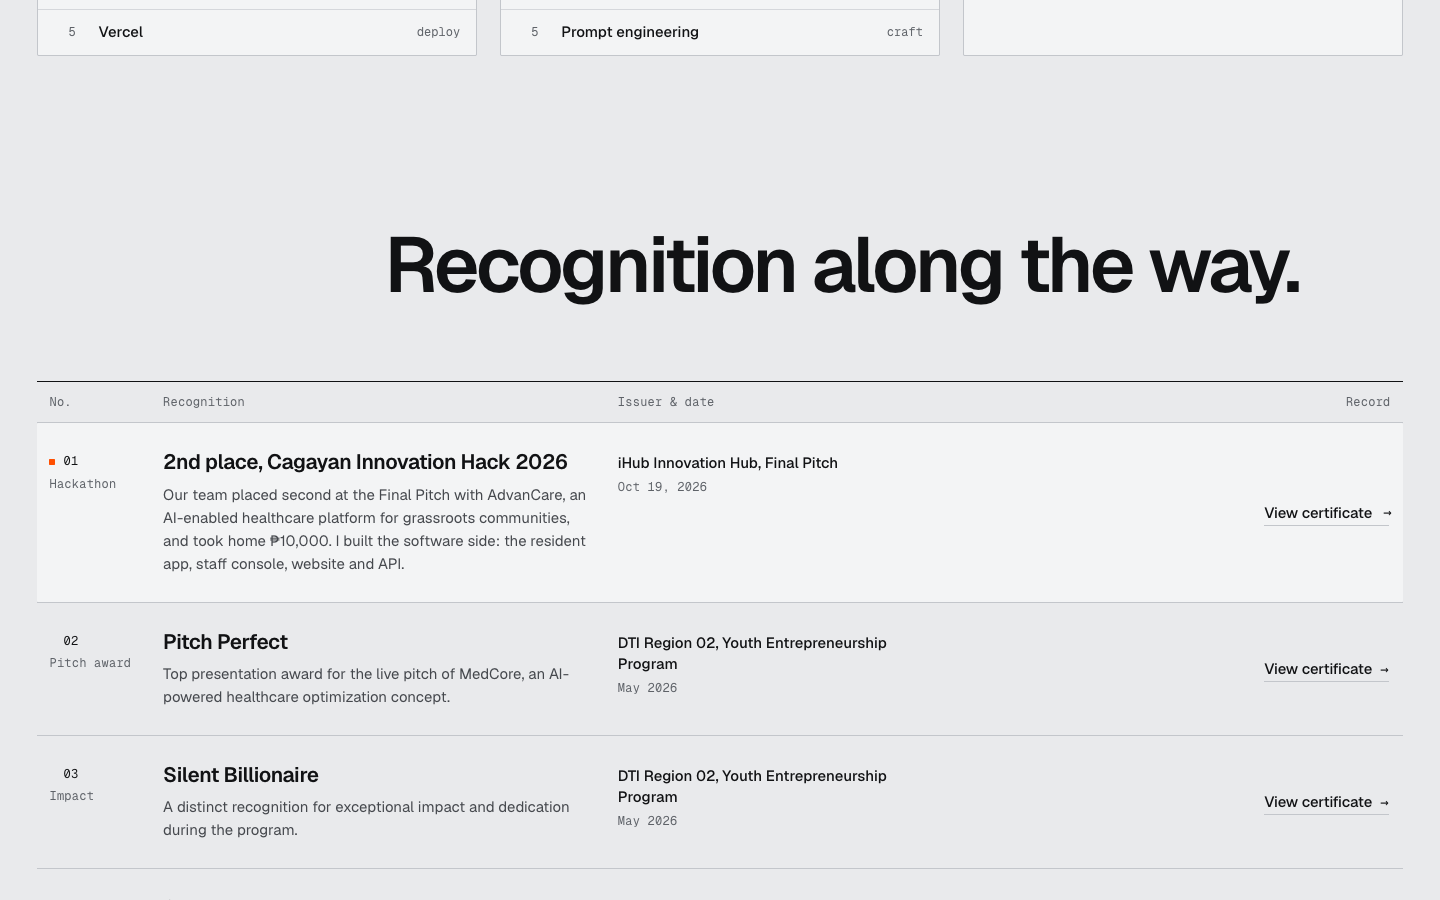 5 Vercel deploy
5 Prompt engineering craft
Recognition along the way.
No. Recognition Issuer & date Record
01
Hackathon
2nd place, Cagayan Innovation Hack 2026
Our team placed second at the Final Pitch with AdvanCare, an
AI-enabled healthcare platform for grassroots communities,
and took home ₱10,000. I built the software side: the resident
app, staff console, website and API.
iHub Innovation Hub, Final Pitch
Oct 19, 2026
View certificate →
02
Pitch award
Pitch Perfect
Top presentation award for the live pitch of MedCore, an AI-
powered healthcare optimization concept.
DTI Region 02, Youth Entrepreneurship
Program
May 2026
View certificate →
03
Impact
Silent Billionaire
A distinct recognition for exceptional impact and dedication
during the program.
DTI Region 02, Youth Entrepreneurship
Program
May 2026
View certificate →